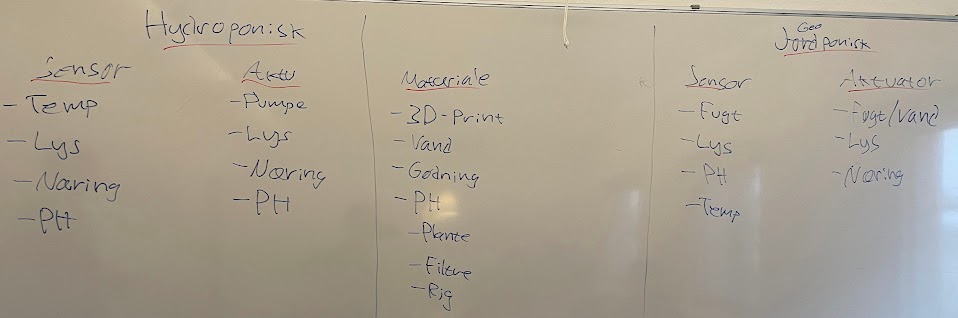 Hydroponisk
Sensor
- Temp
- Lys
- Næring
- PH
Aktu
- Pumpe
- Lys
- Næring
- PH
Materiale
- 3D-Print
- Vand
- Gødning
- PH
- Plante
- Filtre
- Rig
Geo
Jordponisk
Sensor
- Fugt
- Lys
- PH
- Temp
Aktuator
- Fugt/Vand
- Lys
- Næring